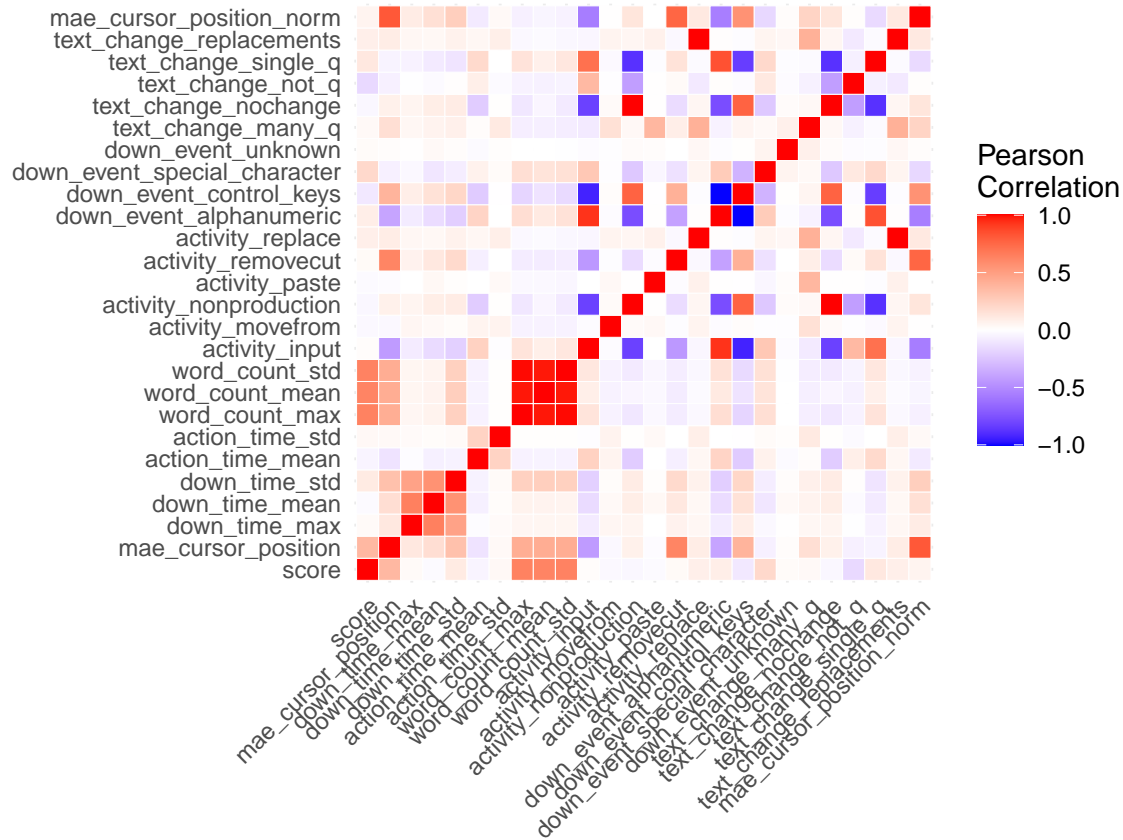 mae_cursor_position_norm
text_change_replacements
text_change_single_q
text_change_not_q
text_change_nochange
text_change_many_q
down_event_unknown
down_event_special_character
down_event_control_keys
down_event_alphanumeric
activity_replace
activity_removecut
activity_paste
activity_nonproduction
activity_movefrom
activity_input
word_count_std
word_count_mean
word_count_max
action_time_std
action_time_mean
down_time_std
down_time_mean
down_time_max
mae_cursor_position
score
score
mae_cursor_position
down_time_max
down_time_mean
down_time_std
action_time_mean
action_time_std
word_count_max
word_count_mean
word_count_std
activity_input
activity_movefrom
activity_nonproduction
activity_paste
activity_removecut
activity_replace
down_event_alphanumeric
down_event_control_keys
down_event_special_character
down_event_unknown
text_change_many_q
text_change_nochange
text_change_not_q
text_change_single_q
text_change_replacements
mae_cursor_position_norm
Pearson
Correlation
1.0
0.5
0.0
−0.5
−1.0